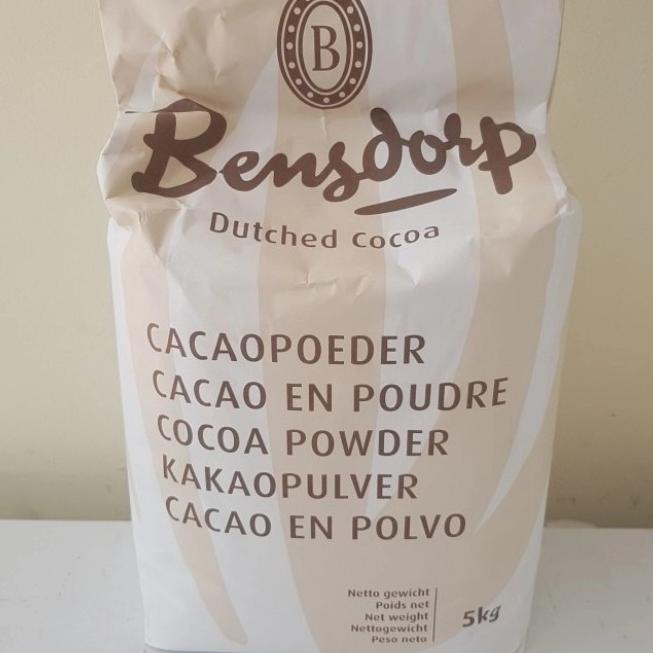 B
Bensdorp
Dutched Cocoa
CACAOPOEDER
CACAO EN POUDRE
COCOA POWDER
KAKAOPULVER
CACAO EN POLVO
Netto gewicht
Poids net
Net weight
Nettogewicht
Peso neto
5kg